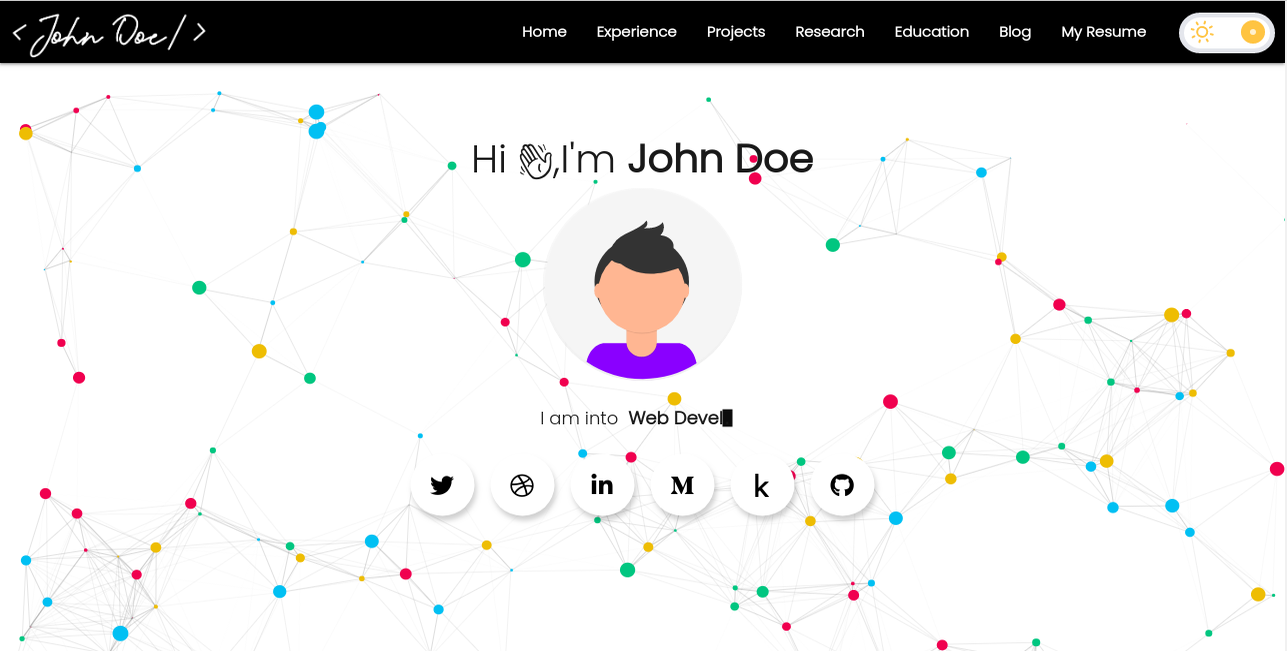 <John Doe/>
Home Experience Projects Research Education Blog My Resume
Hi 👋,I'm John Doe
I am into Web Devel
in M k